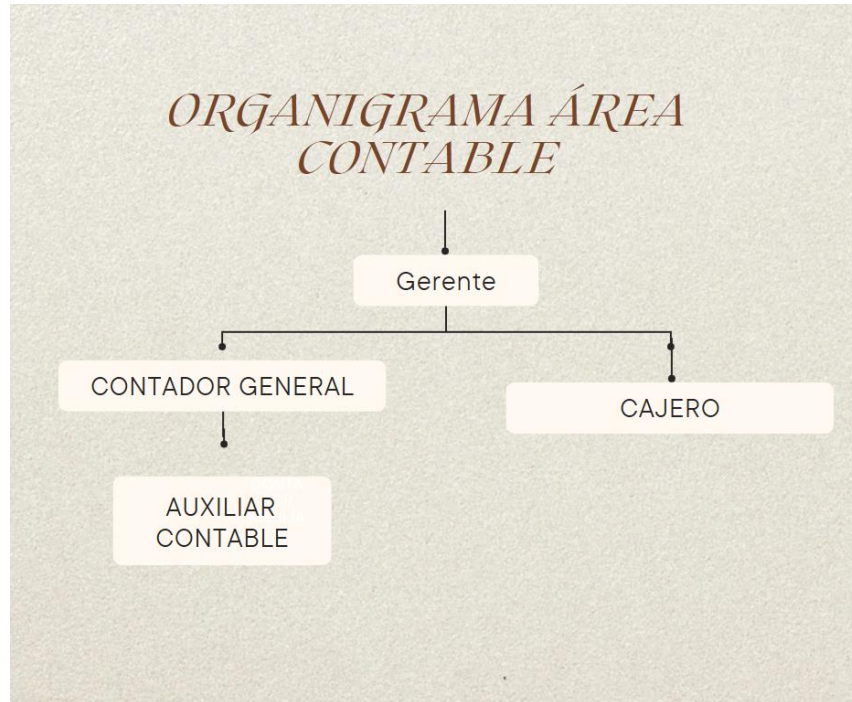 ORGANIGRAMA ÁREA
CONTABLE
Gerente
CONTADOR GENERAL
CAJERO
AUXILIAR
CONTABLE